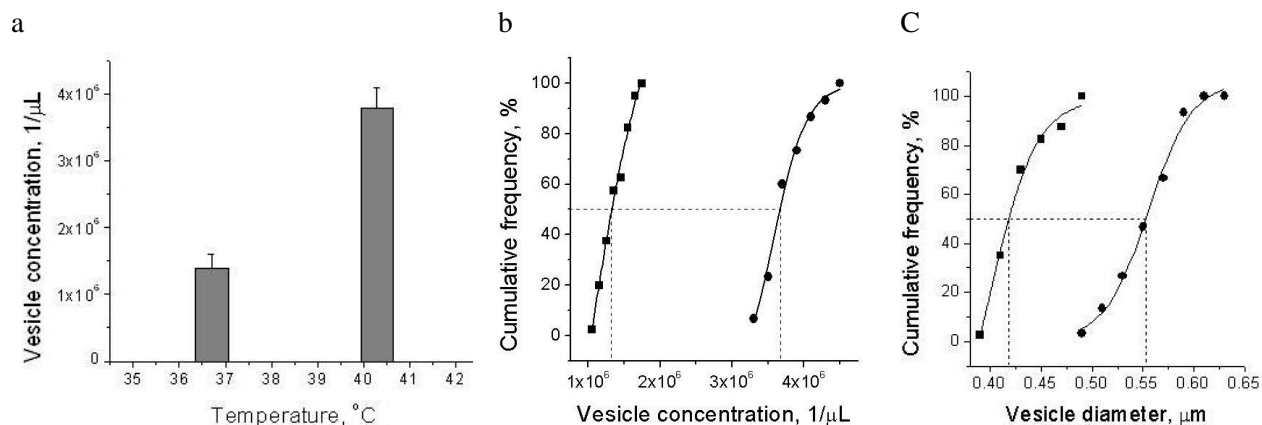 a
Vesicle concentration, 1/μL
4x10⁶
3x10⁶
2x10⁶
1x10⁶
0
35 36 37 38 39 40 41 42
Temperature, °C
b
Cumulative frequency, %
100
80
60
40
20
0
1x10⁶ 2x10⁶ 3x10⁶ 4x10⁶
Vesicle concentration, 1/μL
C
Cumulative frequency, %
100
80
60
40
20
0
0.40 0.45 0.50 0.55 0.60 0.65
Vesicle diameter, μm